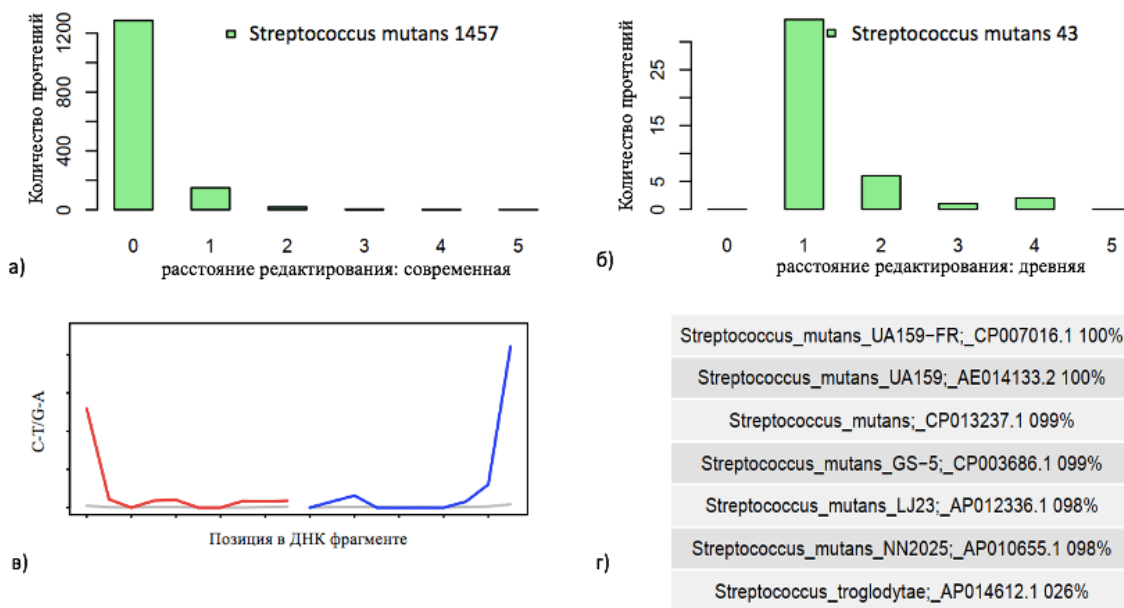 Количество прочтений
1200
800
400
0
Streptococcus mutans 1457
0 1 2 3 4 5
расстояние редактирования: современная
а)
Количество прочтений
25
15
5
0
Streptococcus mutans 43
0 1 2 3 4 5
расстояние редактирования: древняя
б)
C-T/G-A
Позиция в ДНК фрагменте
в)
Streptococcus_mutans_UA159−FR;_CP007016.1 100%
Streptococcus_mutans_UA159;_AE014133.2 100%
Streptococcus_mutans;_CP013237.1 099%
Streptococcus_mutans_GS−5;_CP003686.1 099%
Streptococcus_mutans_LJ23;_AP012336.1 098%
Streptococcus_mutans_NN2025;_AP010655.1 098%
Streptococcus_troglodytae;_AP014612.1 026%
г)